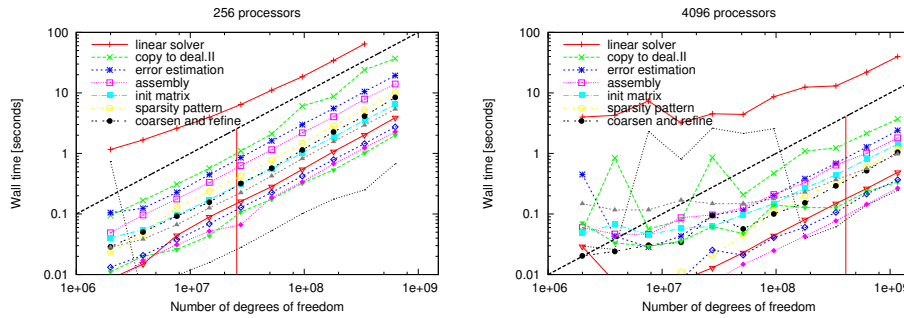 256 processors
100
10
1
0.1
0.01
Wall time [seconds]
linear solver
copy to deal.II
error estimation
assembly
init matrix
sparsity pattern
coarsen and refine
1e+06
1e+07
1e+08
1e+09
Number of degrees of freedom
4096 processors
100
10
1
0.1
0.01
Wall time [seconds]
linear solver
copy to deal.II
error estimation
assembly
init matrix
sparsity pattern
coarsen and refine
1e+06
1e+07
1e+08
1e+09
Number of degrees of freedom